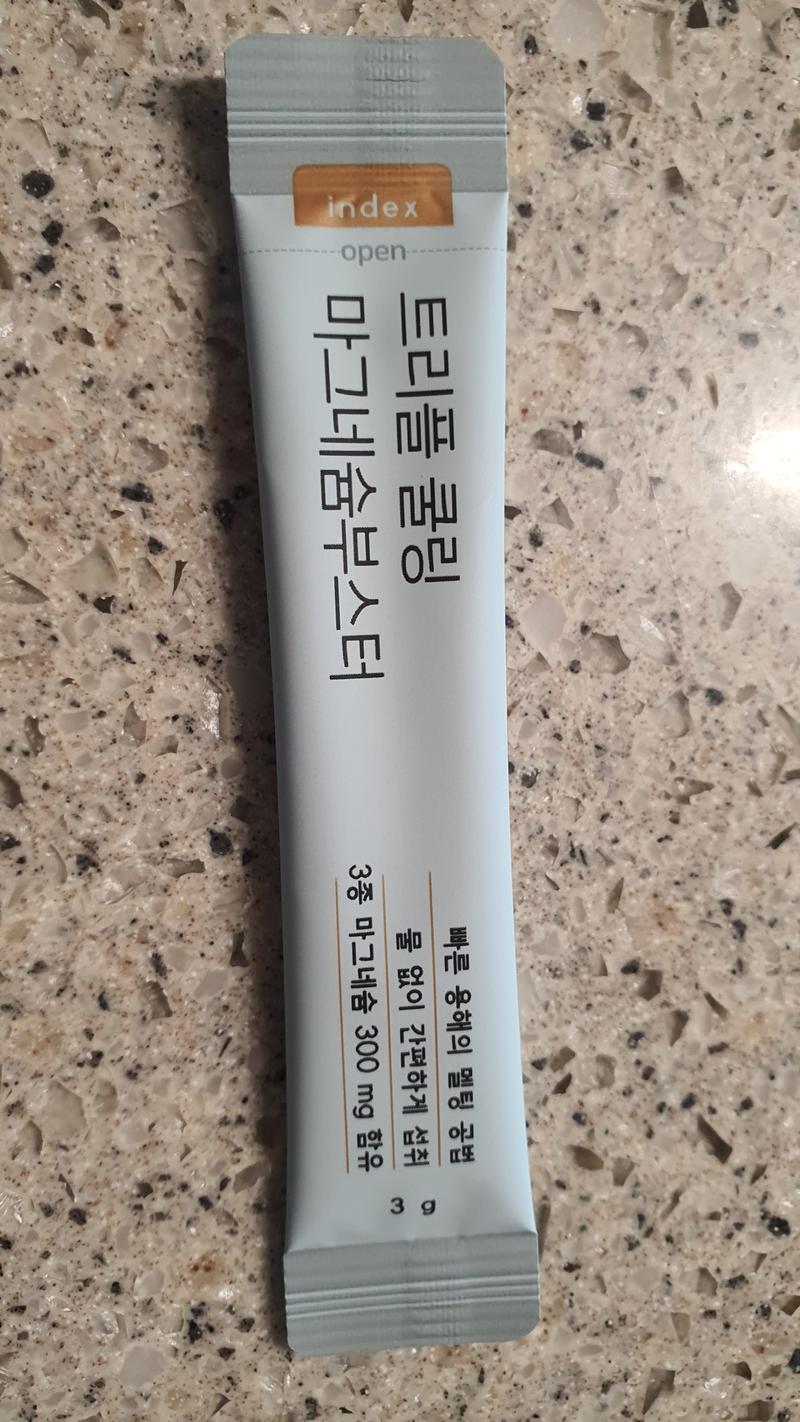 index
open
트리플 쿨링
마그네슘부스터
빠른 용해의 멜팅 공법
물 없이 간편하게 섭취
3종 마그네슘 300 mg 함유
3 g